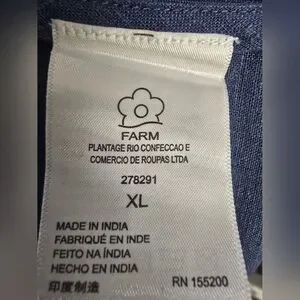 FARM
PLANTAGE RIO CONFECCAO E
COMERCIO DE ROUPAS LTDA
278291
XL
MADE IN INDIA
FABRIQUÉ EN INDE
FEITO NA ÍNDIA
HECHO EN INDIA
印度制造
RN 155200